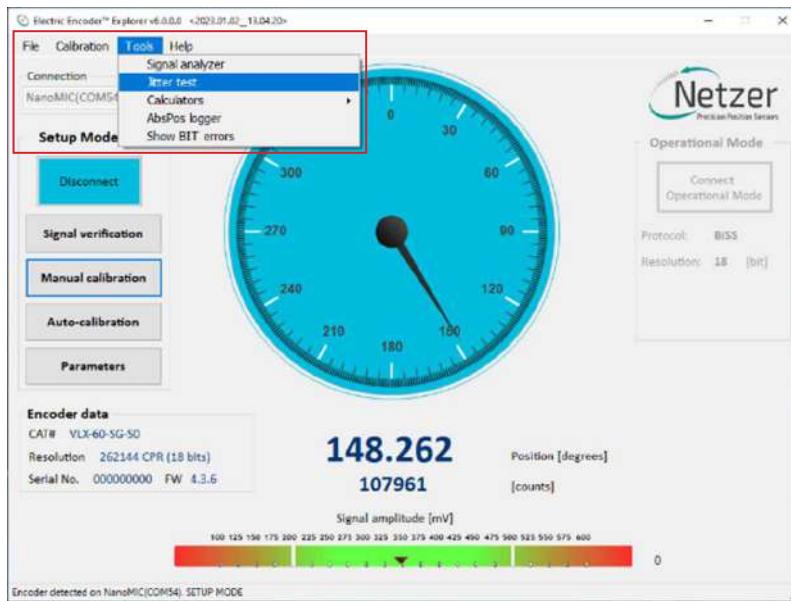 Electric Encoder™ Explorer v6.0.0.0 <2023.01.02_13.04.20>
File Calibration Tools Help
Signal analyzer
Jitter test
Calculators
AbsPos logger
Show BIT errors
Connection
NanoMIC(COM54
Netzer
Precision Position Sensors
Setup Mode
Disconnect
Signal verification
Manual calibration
Auto-calibration
Parameters
0
30
60
90
120
150
180
210
240
270
300
Operational Mode
Connect
Operational Mode
Protocol: BiSS
Resolution: 18 [bit]
Encoder data
CAT# VLX-60-SG-S0
Resolution 262144 CPR (18 bits)
Serial No. 000000000 FW 4.3.6
148.262 Position [degrees]
107961 [counts]
Signal amplitude [mV]
100 125 150 175 200 225 250 275 300 325 350 375 400 425 450 475 500 525 550 575 600
0
Encoder detected on NanoMIC(COM54). SETUP MODE